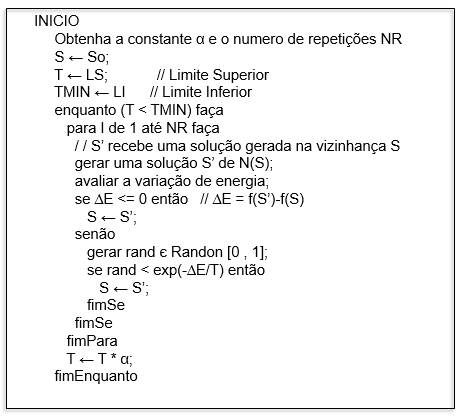 INICIO
Obtenha a constante α e o numero de repetições NR
S ← So;
T ← LS; // Limite Superior
TMIN ← LI // Limite Inferior
enquanto (T < TMIN) faça
para I de 1 até NR faça
/ / S’ recebe uma solução gerada na vizinhança S
gerar uma solução S’ de N(S);
avaliar a variação de energia;
se ∆E <= 0 então // ∆E = f(S’)-f(S)
S ← S’;
senão
gerar rand є Randon [0 , 1];
se rand < exp(-∆E/T) então
S ← S’;
fimSe
fimSe
fimPara
T ← T * α;
fimEnquanto